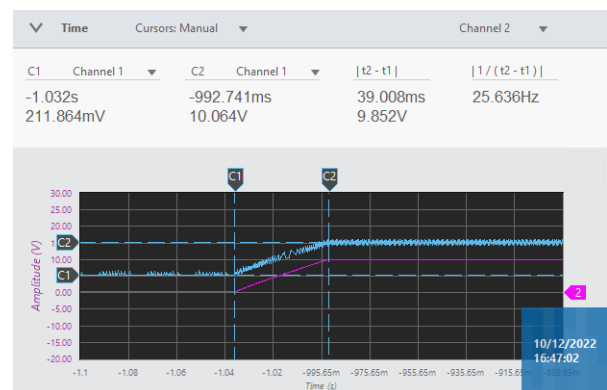 Time Cursors: Manual Channel 2
C1 Channel 1 C2 Channel 1 | t2 - t1 | | 1 / ( t2 - t1 ) |
-1.032s -992.741ms 39.008ms 25.636Hz
211.864mV 10.064V 9.852V
C1 C2
30.00
25.00
20.00
C2
10.00
C1
0.00
2
-5.00
-10.00
-15.00
-20.00
Amplitude (V)
-1.1 -1.08 -1.06 -1.04 -1.02 -995.65m -975.65m -955.65m -935.65m -915.65m -895.65m
Time (s)
10/12/2022
16:47:02